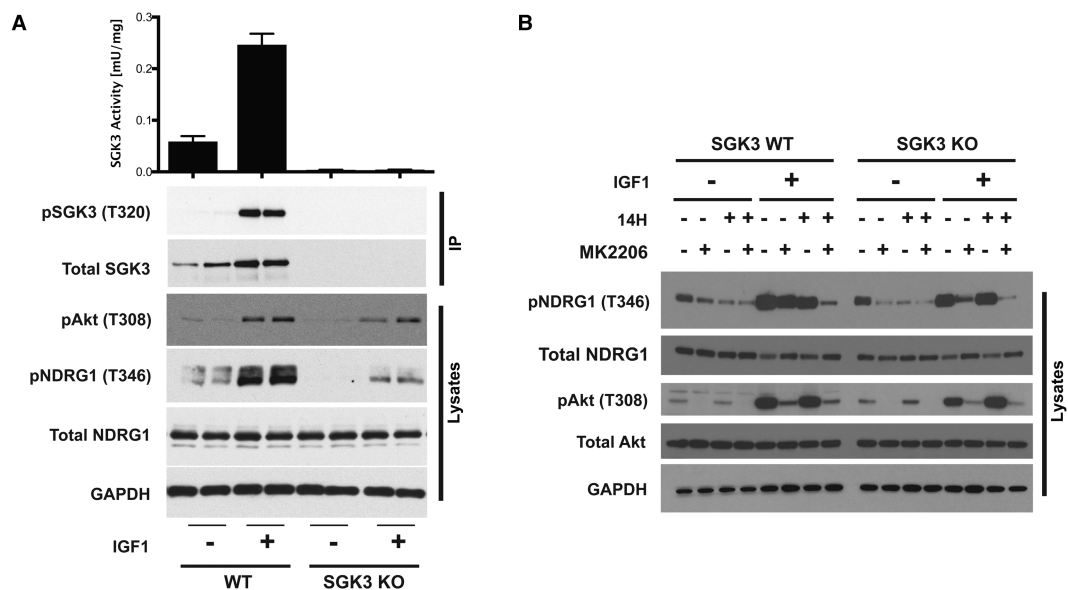 A
SGK3 Activity [mU/mg]
0.3
0.2
0.1
0.0
pSGK3 (T320)
Total SGK3
IP
pAkt (T308)
pNDRG1 (T346)
Total NDRG1
GAPDH
Lysates
IGF1 - + - +
WT SGK3 KO
B
SGK3 WT SGK3 KO
IGF1 - + - +
14H - - + + - - + + - - + + - - + +
MK2206 - + - + - + - + - + - + - + - +
pNDRG1 (T346)
Total NDRG1
pAkt (T308)
Total Akt
GAPDH
Lysates